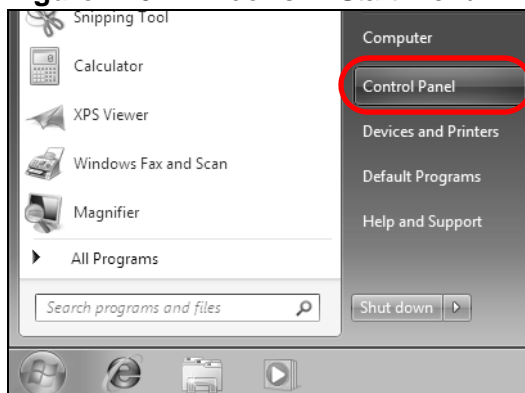 Snipping Tool
Calculator
XPS Viewer
Windows Fax and Scan
Magnifier
All Programs
Search programs and files
Computer
Control Panel
Devices and Printers
Default Programs
Help and Support
Shut down